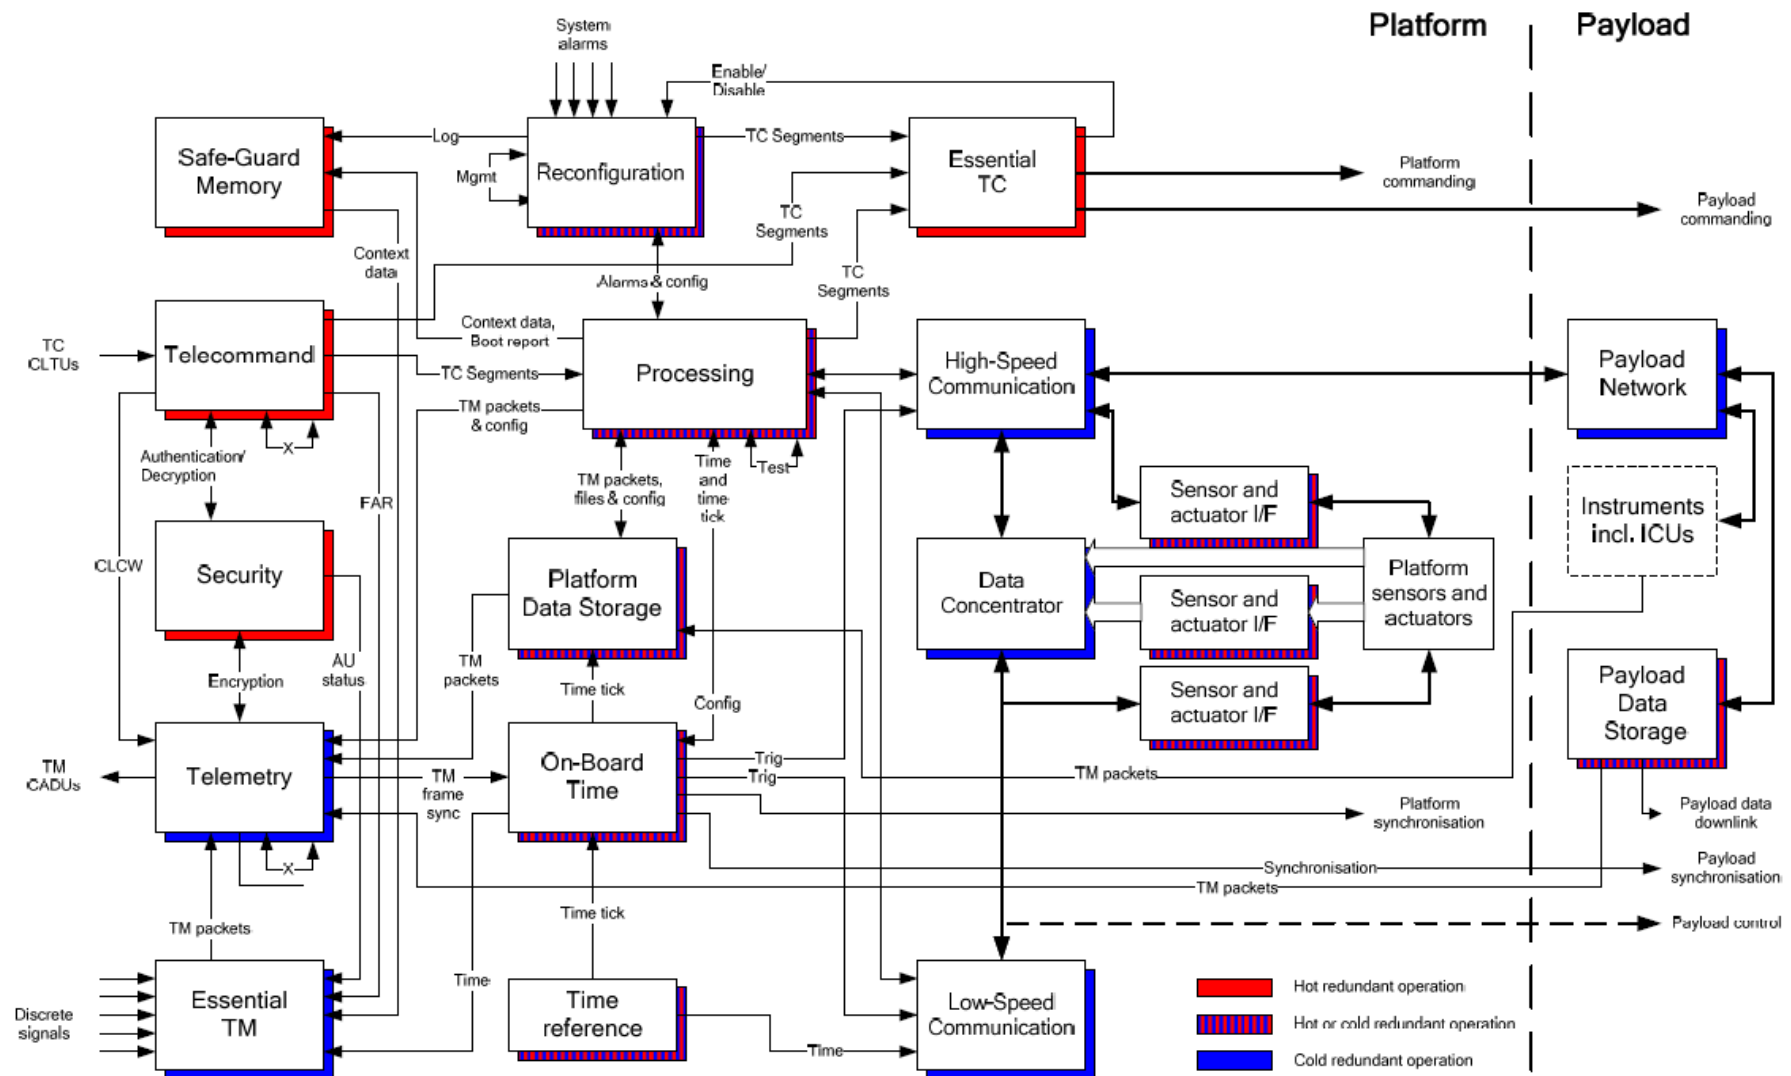 Platform
Payload
System
alarms
Enable/
Disable
Safe-Guard
Memory
Log
Mgmt
Reconfiguration
TC Segments
Essential
TC
Platform
commanding
Payload
commanding
TC
Segments
Context
data
Alarms & config
TC
Segments
TC
CLTUs
Telecommand
Context data,
Boot report
TC Segments
TM packets
& config
Processing
High-Speed
Communication
Payload
Network
X
Authentication/
Decryption
FAR
TM packets,
files & config
Time
and
time
tick
Test
Sensor and
actuator I/F
Instruments
incl. ICUs
CLCW
Security
Platform
Data Storage
Data
Concentrator
Sensor and
actuator I/F
Platform
sensors and
actuators
AU
status
Encryption
TM
packets
Time tick
Config
Sensor and
actuator I/F
Payload
Data
Storage
TM
CADUs
Telemetry
TM
frame
sync
On-Board
Time
Trig
Trig
TM packets
Platform
synchronisation
Payload data
downlink
X
Synchronisation
Payload
synchronisation
TM packets
TM packets
Time tick
Payload control
Discrete
signals
Essential
TM
Time
Time
reference
Time
Low-Speed
Communication
Hot redundant operation
Hot or cold redundant operation
Cold redundant operation